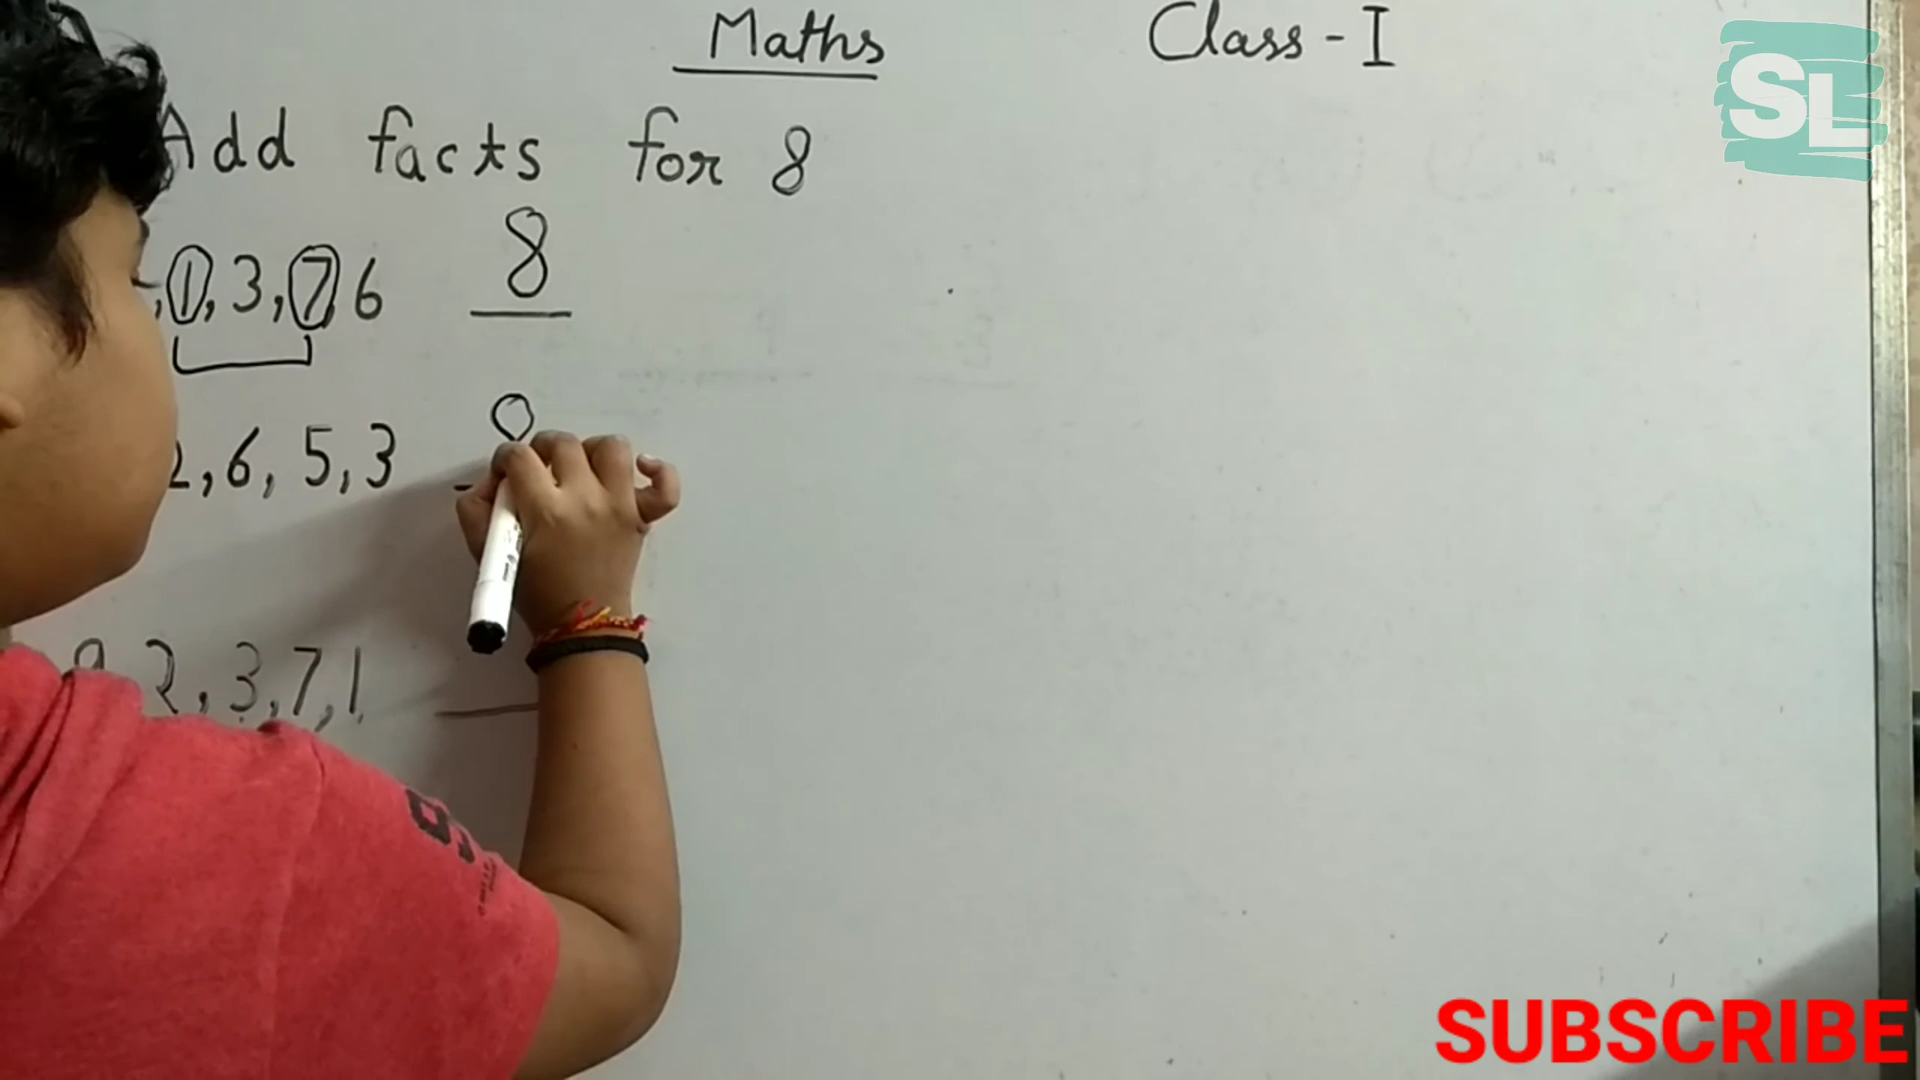 Maths Class - I
SL
Add facts for 8
, 1, 3, 7, 6 8
2, 6, 5, 3
2, 3, 7, 1
SUBSCRIBE